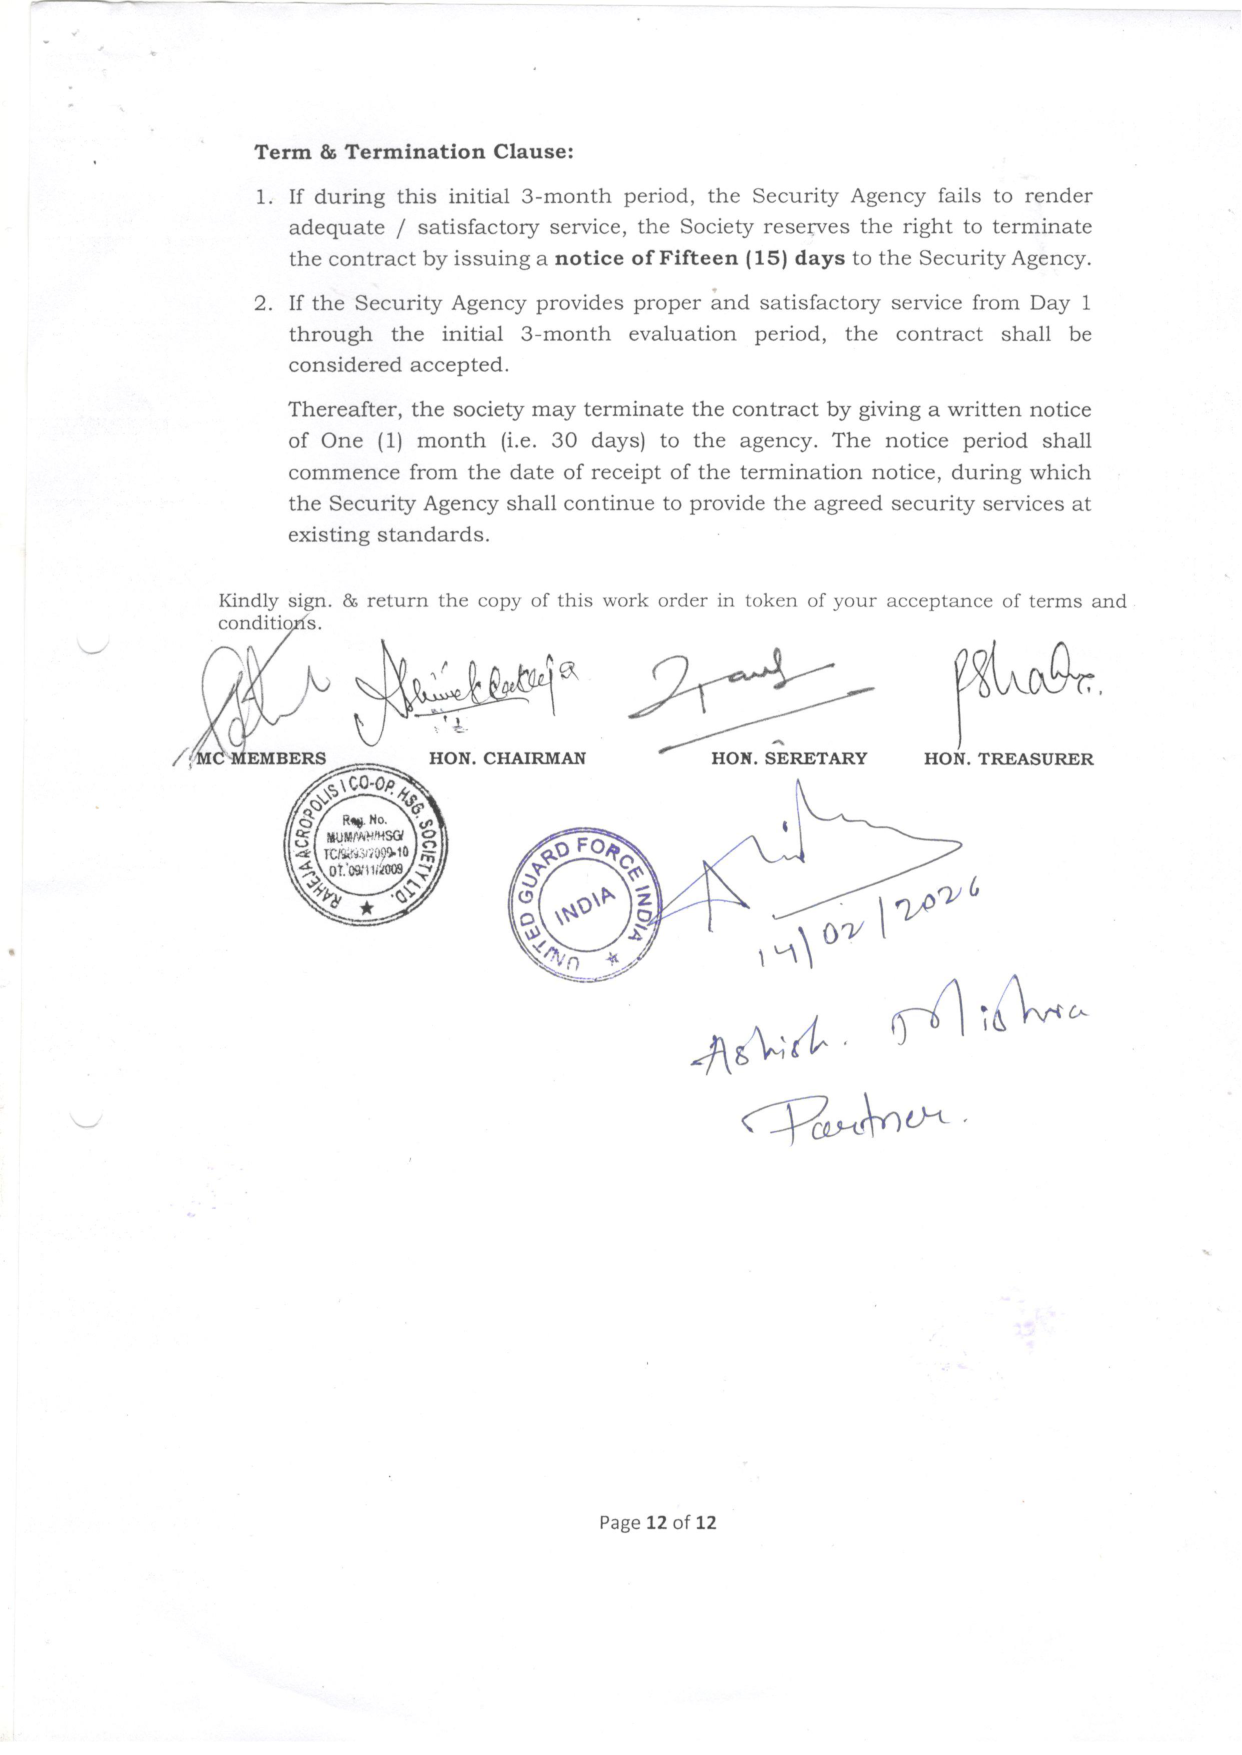 Term & Termination Clause:
1. If during this initial 3-month period, the Security Agency fails to render
adequate / satisfactory service, the Society reserves the right to terminate
the contract by issuing a notice of Fifteen (15) days to the Security Agency.
2. If the Security Agency provides proper and satisfactory service from Day 1
through the initial 3-month evaluation period, the contract shall be
considered accepted.
Thereafter, the society may terminate the contract by giving a written notice
of One (1) month (i.e. 30 days) to the agency. The notice period shall
commence from the date of receipt of the termination notice, during which
the Security Agency shall continue to provide the agreed security services at
existing standards.
Kindly sign. & return the copy of this work order in token of your acceptance of terms and
conditions.
MC MEMBERS HON. CHAIRMAN HON. SERETARY HON. TREASURER
RAHEJA ACROPOLIS I CO-OP. HSG. SOCIETY LTD.
Reg. No.
MUM/WH/HSG/
DT. 09/11/2009
UNITED GUARD FORCE INDIA
INDIA
14/02/2026
Ashish. Mishra
Partner.
Page 12 of 12